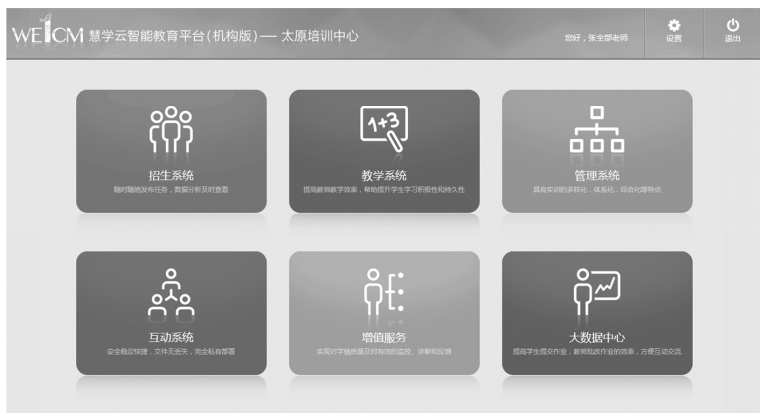 WE1CM 慧学云智能教育平台(机构版)— 太原培训中心
您好，张全部老师
设置
退出
1+3
招生系统
随时随地发布任务，数据分析及时查看
教学系统
提高教师教学效果，帮助提升学生学习积极性和持久性
管理系统
具有实训的多样化，体系化，综合化等特点
互动系统
安全稳定快捷，文件无丢失，完全私有部署
增值服务
实现对学情质量及时有效的监控、诊断和反馈
大数据中心
提高学生提交作业，教师批改作业的效果，方便互动交流